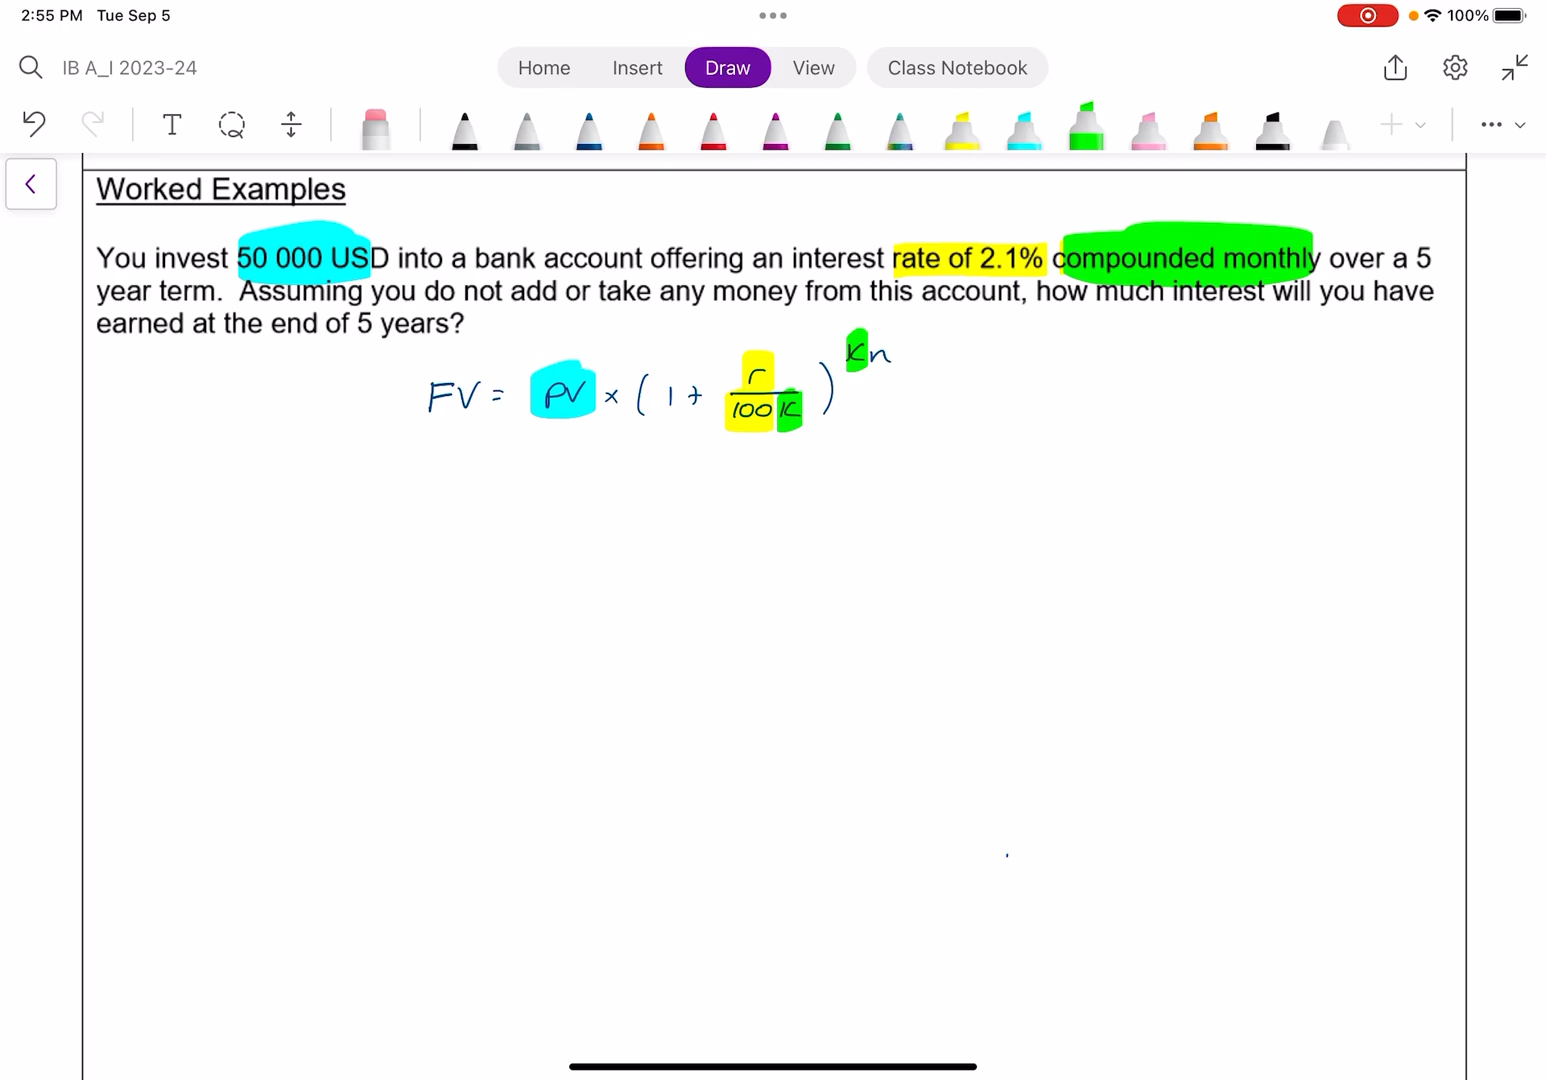 2:55 PM Tue Sep 5
100%
IB A_I 2023-24
Home Insert Draw View Class Notebook
T
Worked Examples
You invest 50 000 USD into a bank account offering an interest rate of 2.1% compounded monthly over a 5
year term. Assuming you do not add or take any money from this account, how much interest will you have
earned at the end of 5 years?
FV = PV × ( 1 + r / 100 K ) ^ K n